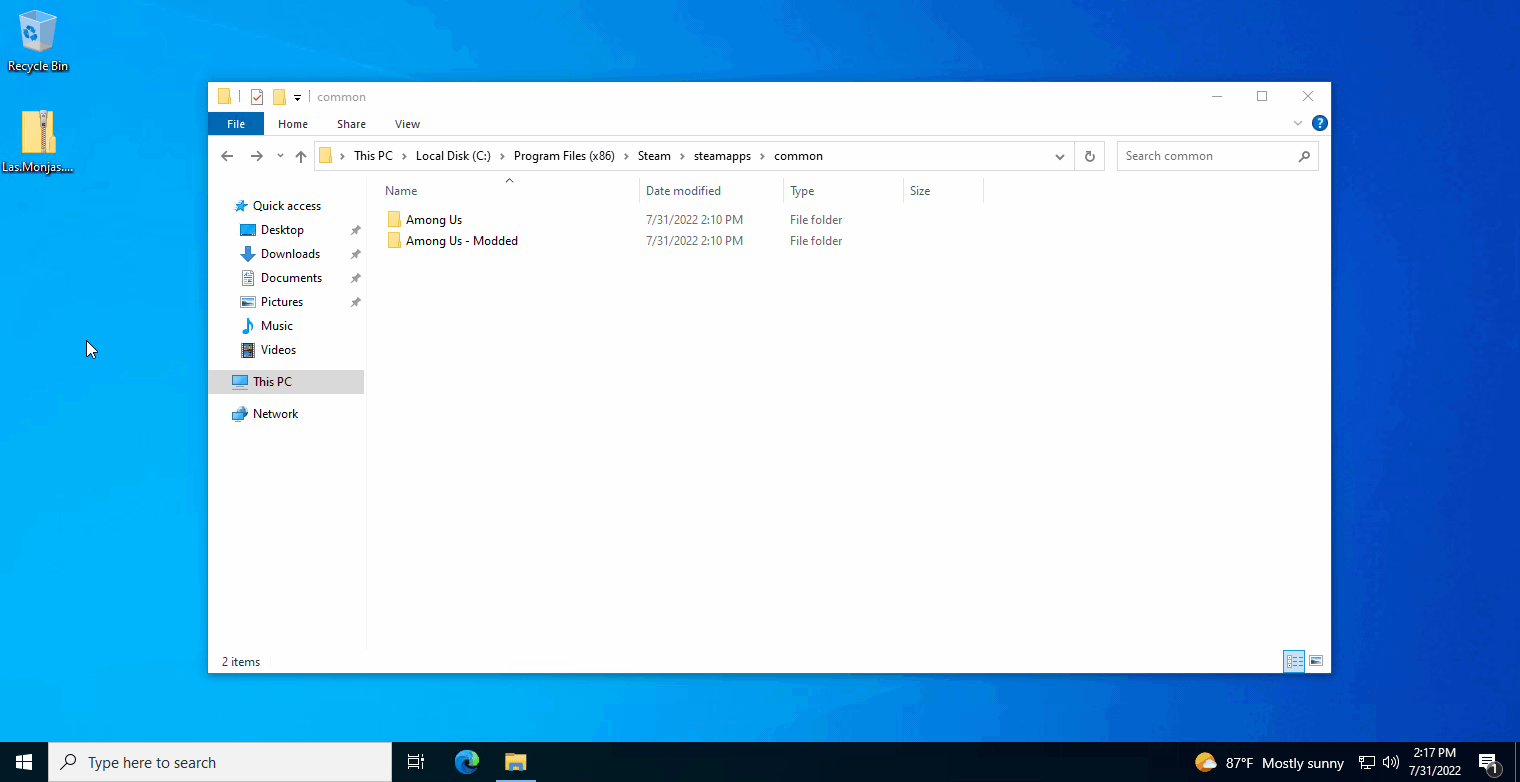 Recycle Bin
Las.Monjas....
common
File Home Share View
This PC Local Disk (C:) Program Files (x86) Steam steamapps common
Search common
Name Date modified Type Size
Quick access
Desktop
Downloads
Documents
Pictures
Music
Videos
This PC
Network
Among Us 7/31/2022 2:10 PM File folder
Among Us - Modded 7/31/2022 2:10 PM File folder
2 items
Type here to search
87°F Mostly sunny
2:17 PM
7/31/2022
1